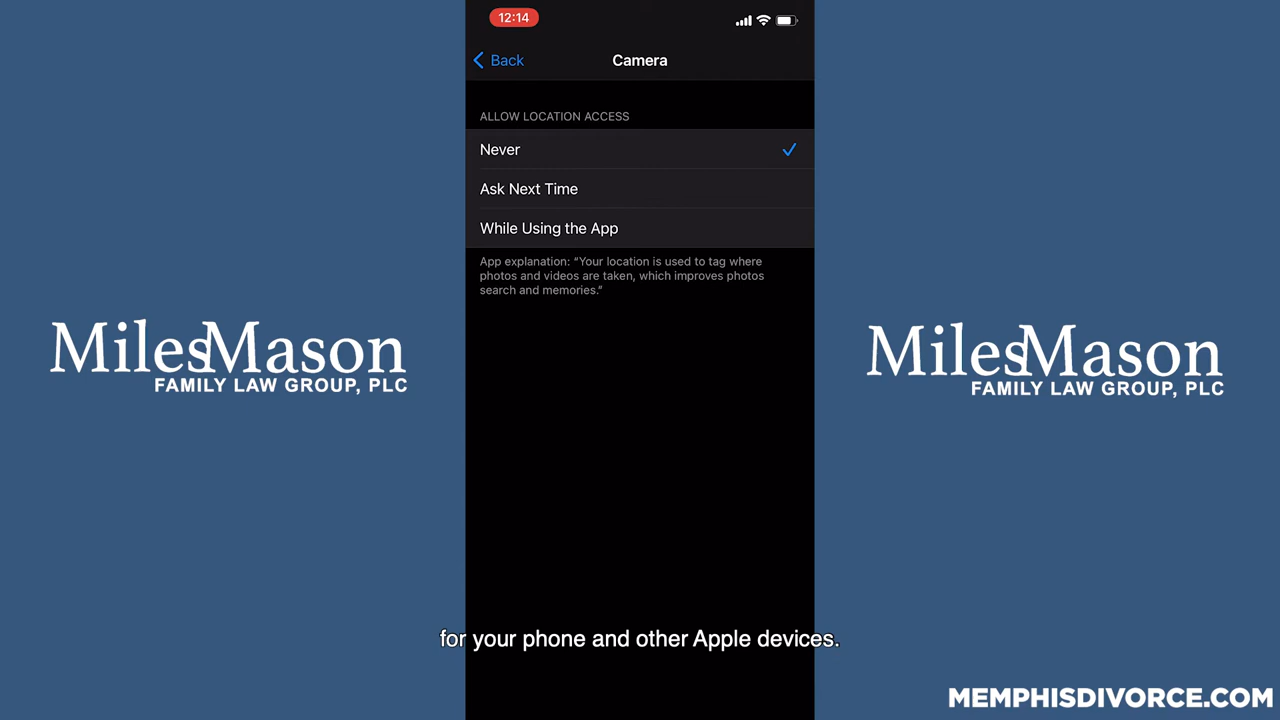 12:14
Back
Camera
ALLOW LOCATION ACCESS
Never
Ask Next Time
While Using the App
App explanation: “Your location is used to tag where
photos and videos are taken, which improves photos
search and memories.”
MilesMason
FAMILY LAW GROUP, PLC
MilesMason
FAMILY LAW GROUP, PLC
for your phone and other Apple devices.
MEMPHISDIVORCE.COM